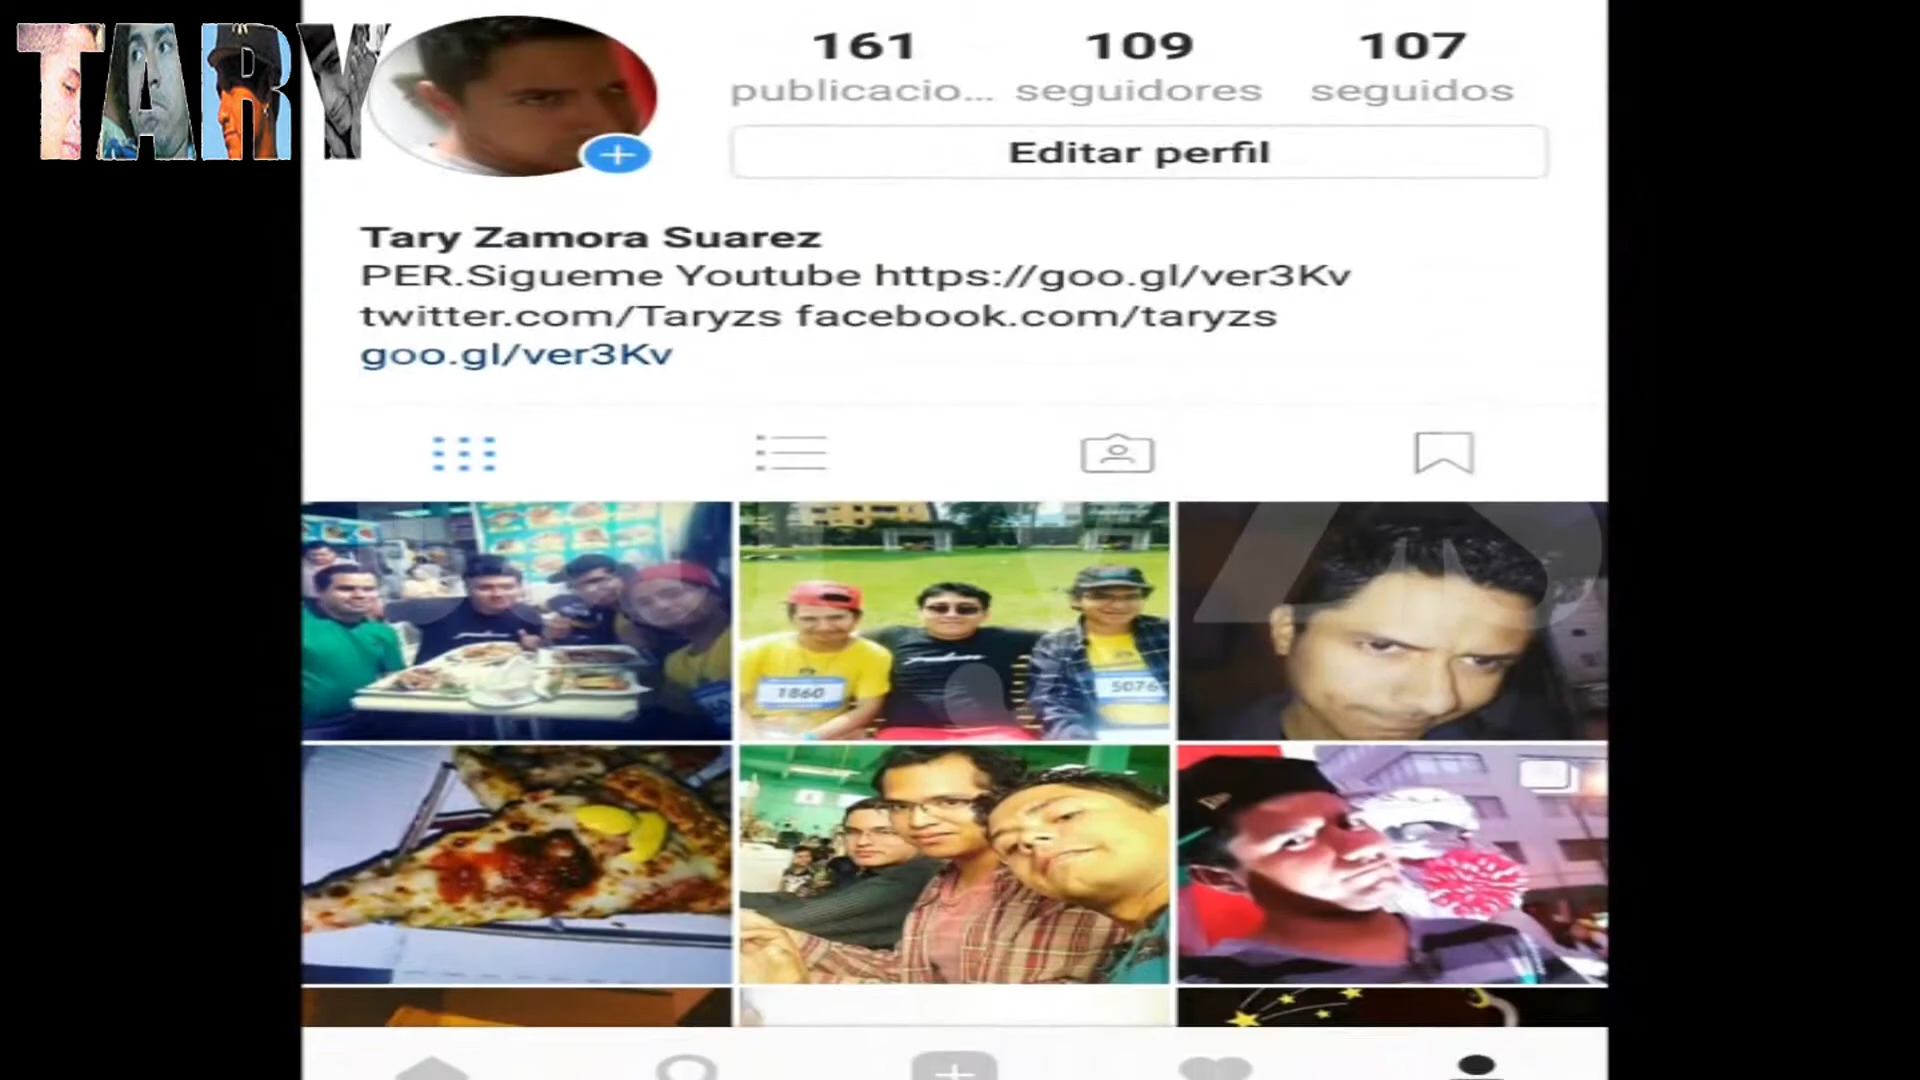 TARY
161 109 107
publicacio... seguidores seguidos
Editar perfil
Tary Zamora Suarez
PER.Sigueme Youtube https://goo.gl/ver3Kv
twitter.com/Taryzs facebook.com/taryzs
goo.gl/ver3Kv
1860
5076